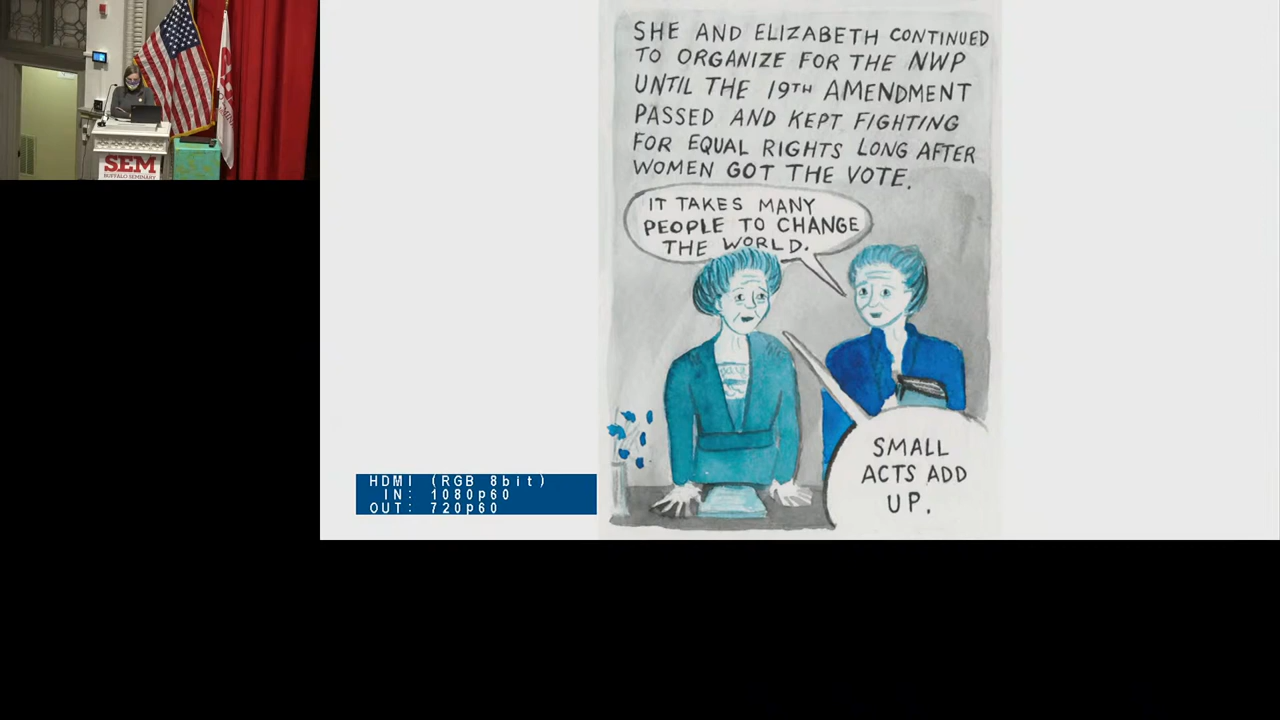 SHE AND ELIZABETH CONTINUED
TO ORGANIZE FOR THE NWP
UNTIL THE 19TH AMENDMENT
PASSED AND KEPT FIGHTING
FOR EQUAL RIGHTS LONG AFTER
WOMEN GOT THE VOTE.
IT TAKES MANY
PEOPLE TO CHANGE
THE WORLD.
SMALL
ACTS ADD
UP.
HDMI (RGB 8bit)
IN: 1080p60
OUT: 720p60
SEM
BUFFALO SEMINARY